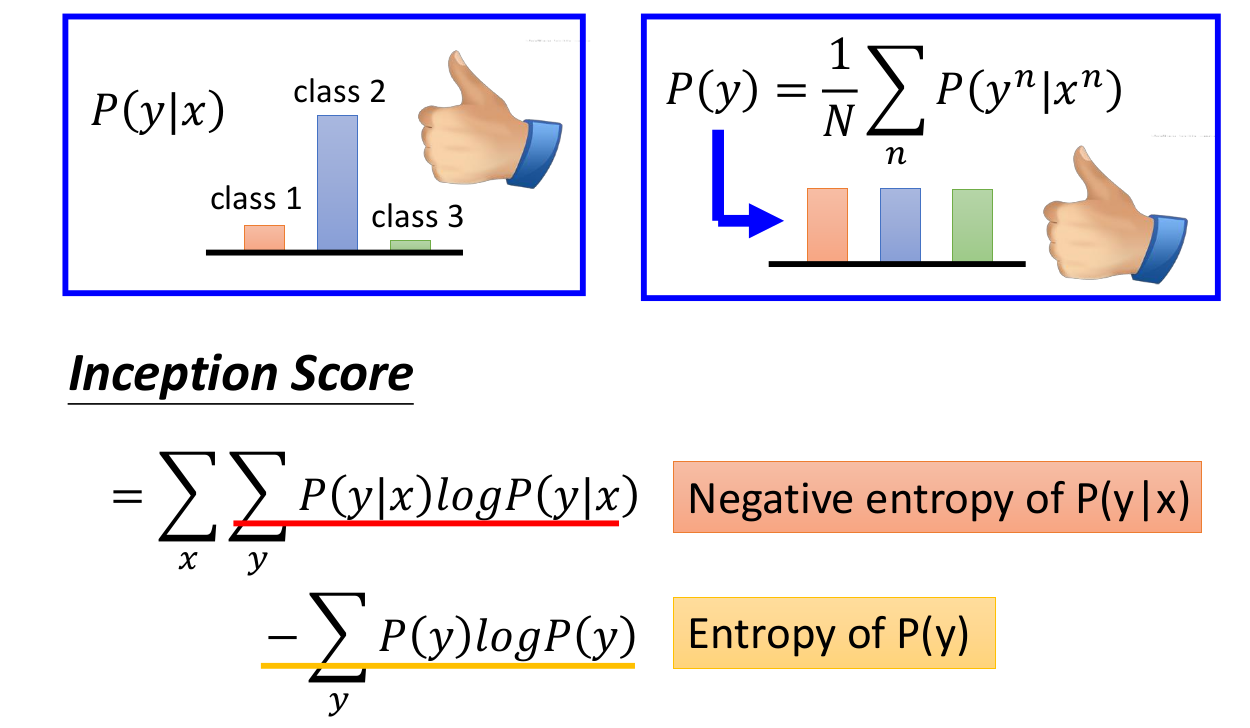 P(y|x)
class 2
class 1
class 3
P(y) = \frac{1}{N} \sum_{n} P(y^n|x^n)
Inception Score
= \sum_{x} \sum_{y} P(y|x)logP(y|x)
Negative entropy of P(y|x)
- \sum_{y} P(y)logP(y)
Entropy of P(y)